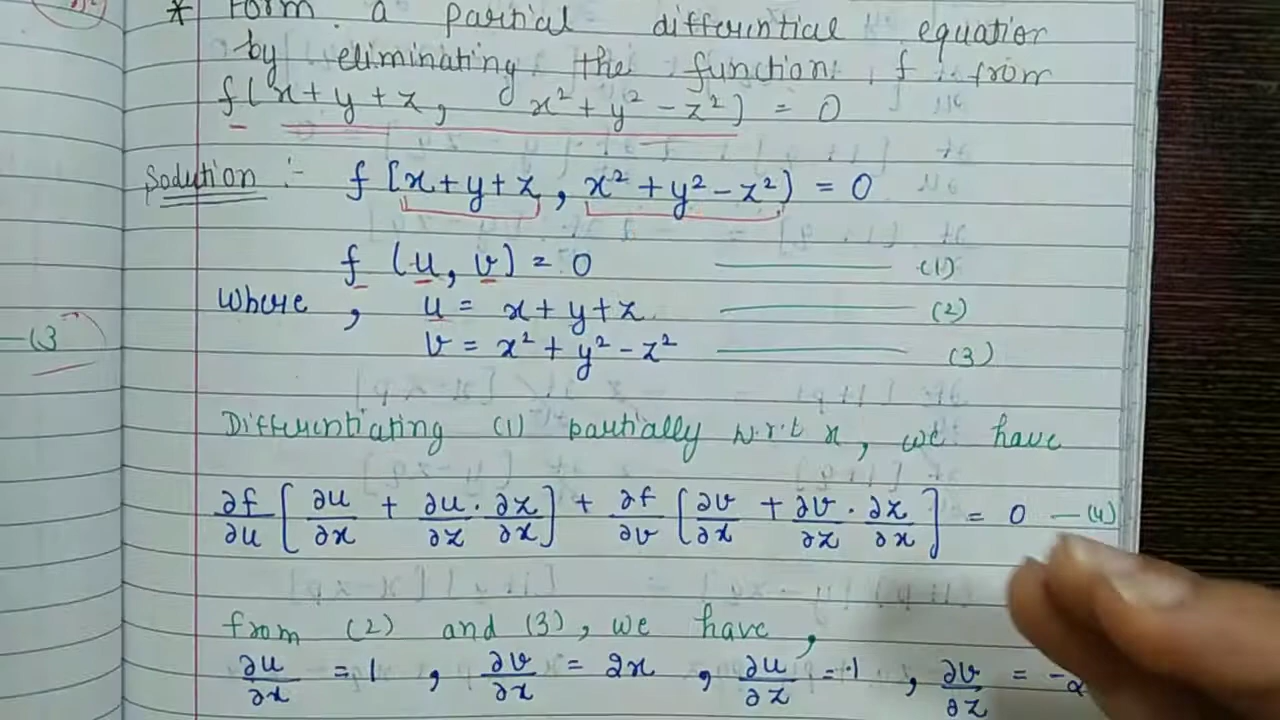 * Form a partial differential equation
by eliminating the function f from
f(x+y+z, x² + y² - z²) = 0
Solution :- f [x+y+z, x² + y² - z²) = 0
f (u, v) = 0 ——— (1)
Where, u = x+y+z ——— (2)
v = x² + y² - z² ——— (3)
—(3
Differentiating (1) partially w.r.t x, we have
∂f/∂u [∂u/∂x + ∂u/∂z · ∂z/∂x] + ∂f/∂v [∂v/∂x + ∂v/∂z · ∂z/∂x] = 0 —(4)
from (2) and (3), we have,
∂u/∂x = 1, ∂v/∂x = 2x, ∂u/∂z = 1, ∂v/∂z = -2